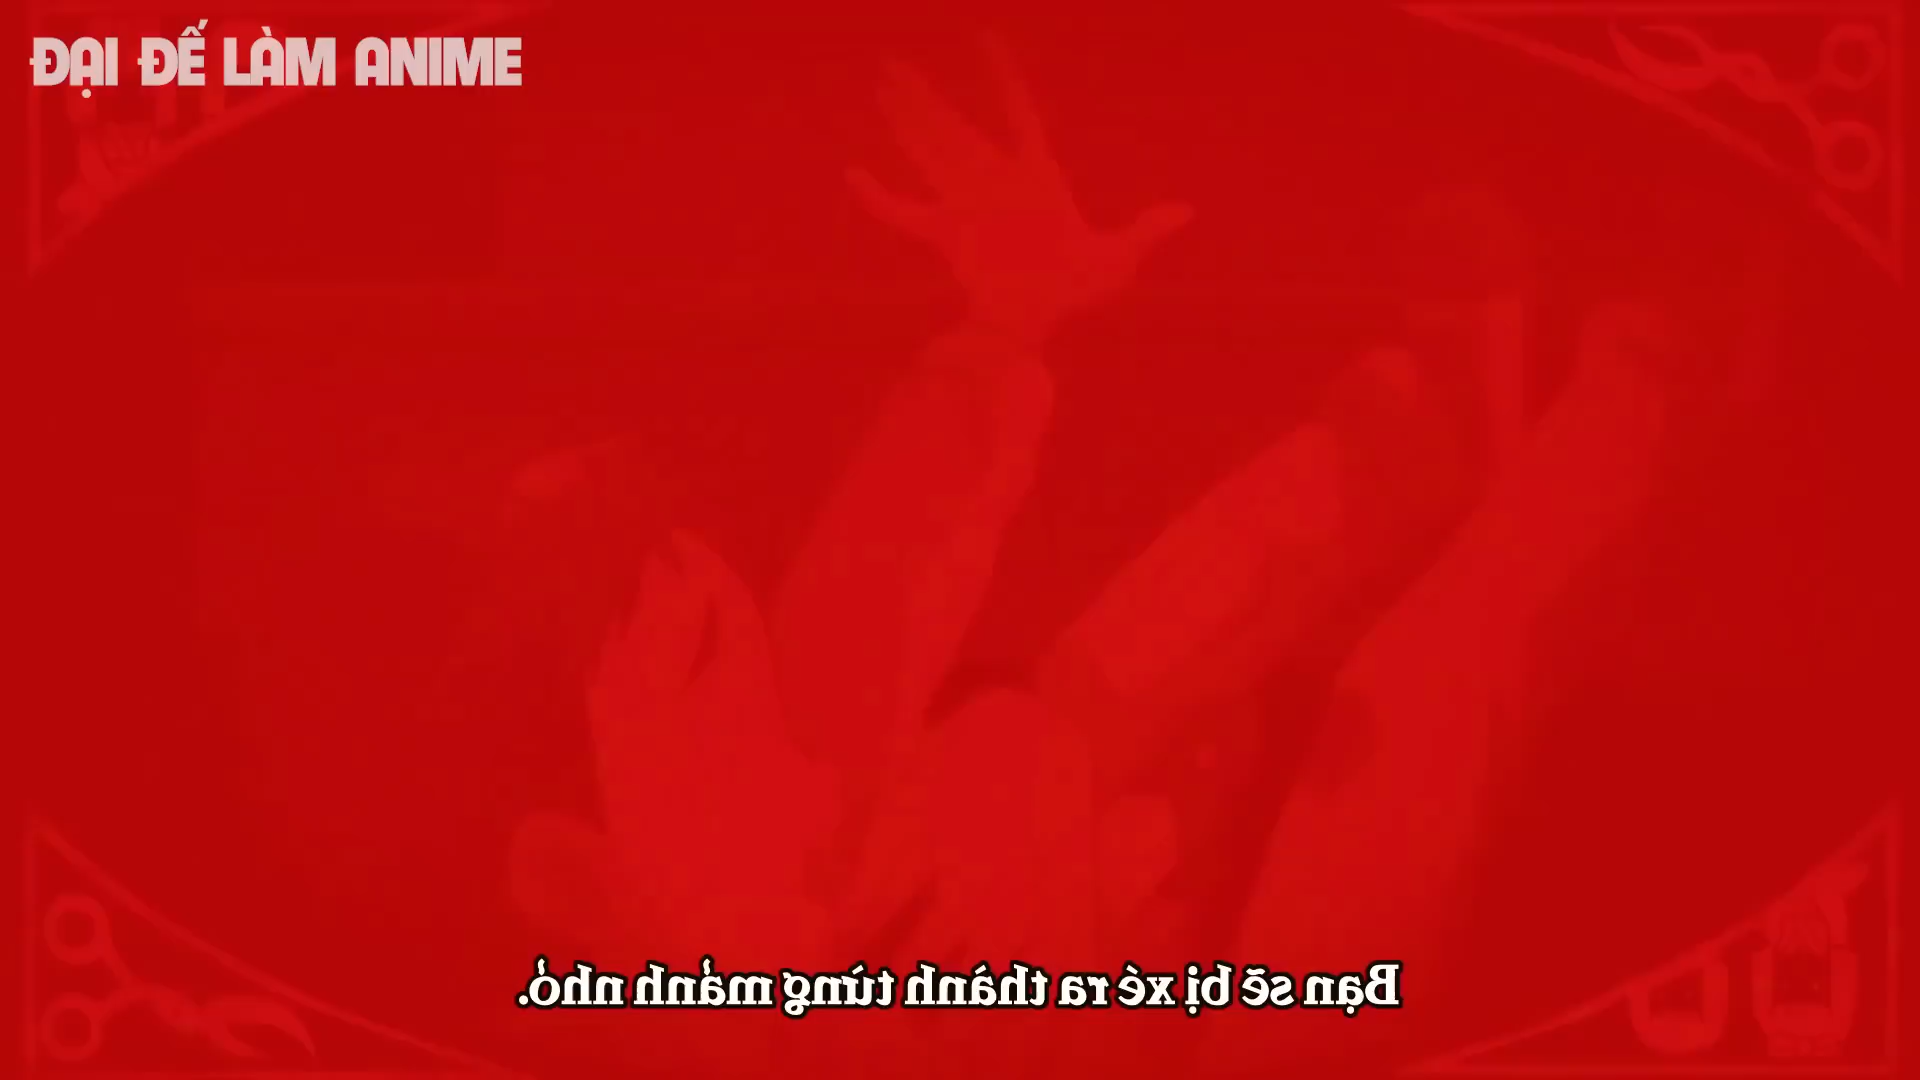 ĐẠI ĐẾ LÀM ANIME
Bạn sẽ bị xé ra thành từng mảnh nhỏ.